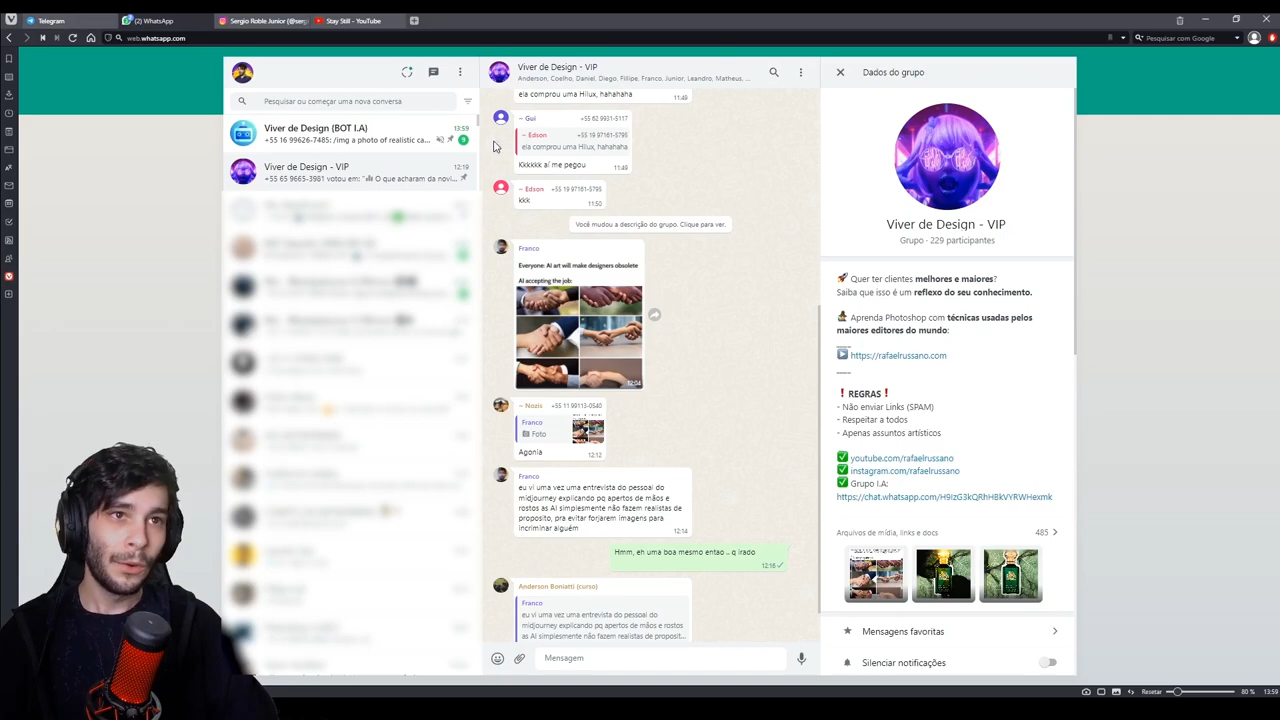 Telegram
(2) WhatsApp
Sergio Roble Junior (@serg
Stay Still - YouTube
web.whatsapp.com
Pesquisar com Google
Pesquisar ou começar uma nova conversa
Viver de Design (BOT I.A)
13:59
+55 16 99626-7485: /img a photo of realistic ca...
9
Viver de Design - VIP
12:19
+55 65 9665-3981 votou em: "O que acharam da novi...
Viver de Design - VIP
Anderson, Coelho, Daniel, Diego, Fillipe, Franco, Junior, Leandro, Matheus, ...
ela comprou uma Hilux, hahahaha
11:49
~ Gui
+55 62 9931-5117
~ Edson
+55 19 97161-5795
ela comprou uma Hilux, hahahaha
Kkkkkk aí me pegou
11:49
~ Edson
+55 19 97161-5795
kkk
11:50
Você mudou a descrição do grupo. Clique para ver.
Franco
Everyone: AI art will make designers obsolete
AI accepting the job:
12:04
~ Nozis
+55 11 99113-0540
Franco
Foto
Agonia
12:12
Franco
eu vi uma vez uma entrevista do pessoal do
midjourney explicando pq apertos de mãos e
rostos as AI simplesmente não fazem realistas de
proposito, pra evitar forjarem imagens para
incriminar alguém
12:14
Hmm, eh uma boa mesmo entao .. q irado
12:16
Anderson Boniatti (curso)
Franco
eu vi uma vez uma entrevista do pessoal do
midjourney explicando pq apertos de mãos e
rostos as AI simplesmente não fazem realistas de proposit...
Mensagem
Dados do grupo
Viver de Design - VIP
Grupo · 229 participantes
Quer ter clientes melhores e maiores?
Saiba que isso é um reflexo do seu conhecimento.
Aprenda Photoshop com técnicas usadas pelos
maiores editores do mundo:
https://rafaelrussano.com
REGRAS
- Não enviar Links (SPAM)
- Respeitar a todos
- Apenas assuntos artísticos
youtube.com/rafaelrussano
instagram.com/rafaelrussano
Grupo I.A:
https://chat.whatsapp.com/H9IzG3kQRhHBkVYRWHexmk
Arquivos de mídia, links e docs
485
Mensagens favoritas
Silenciar notificações
Resetar
80 %
13:59